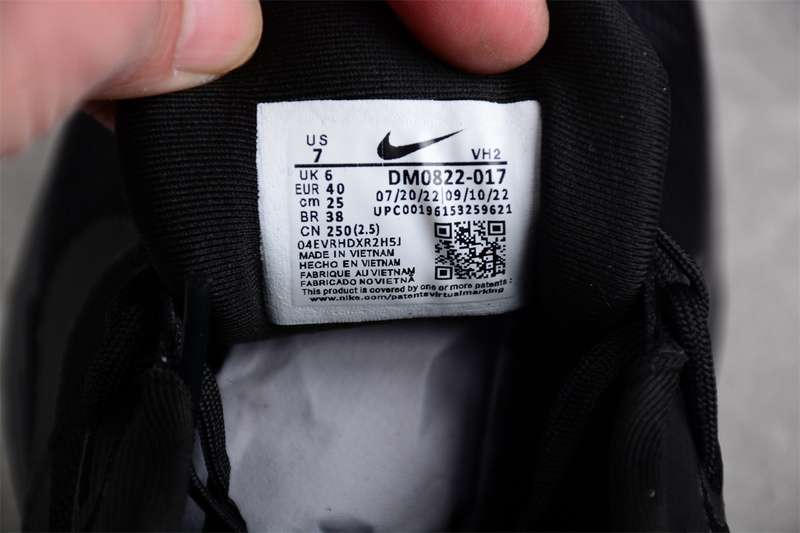 US
7
VH2
UK 6
DM0822-017
EUR 40
07/20/22 09/10/22
cm 25
UPC00196153259621
BR 38
CN 250 (2.5)
04EVRHDXR2H5J
MADE IN VIETNAM
HECHO EN VIETNAM
FABRIQUE AU VIETNAM
FABRICADO NO VIETNÃ
This product is covered by one or more patents :
www.nike.com/patentsvirtualmarking